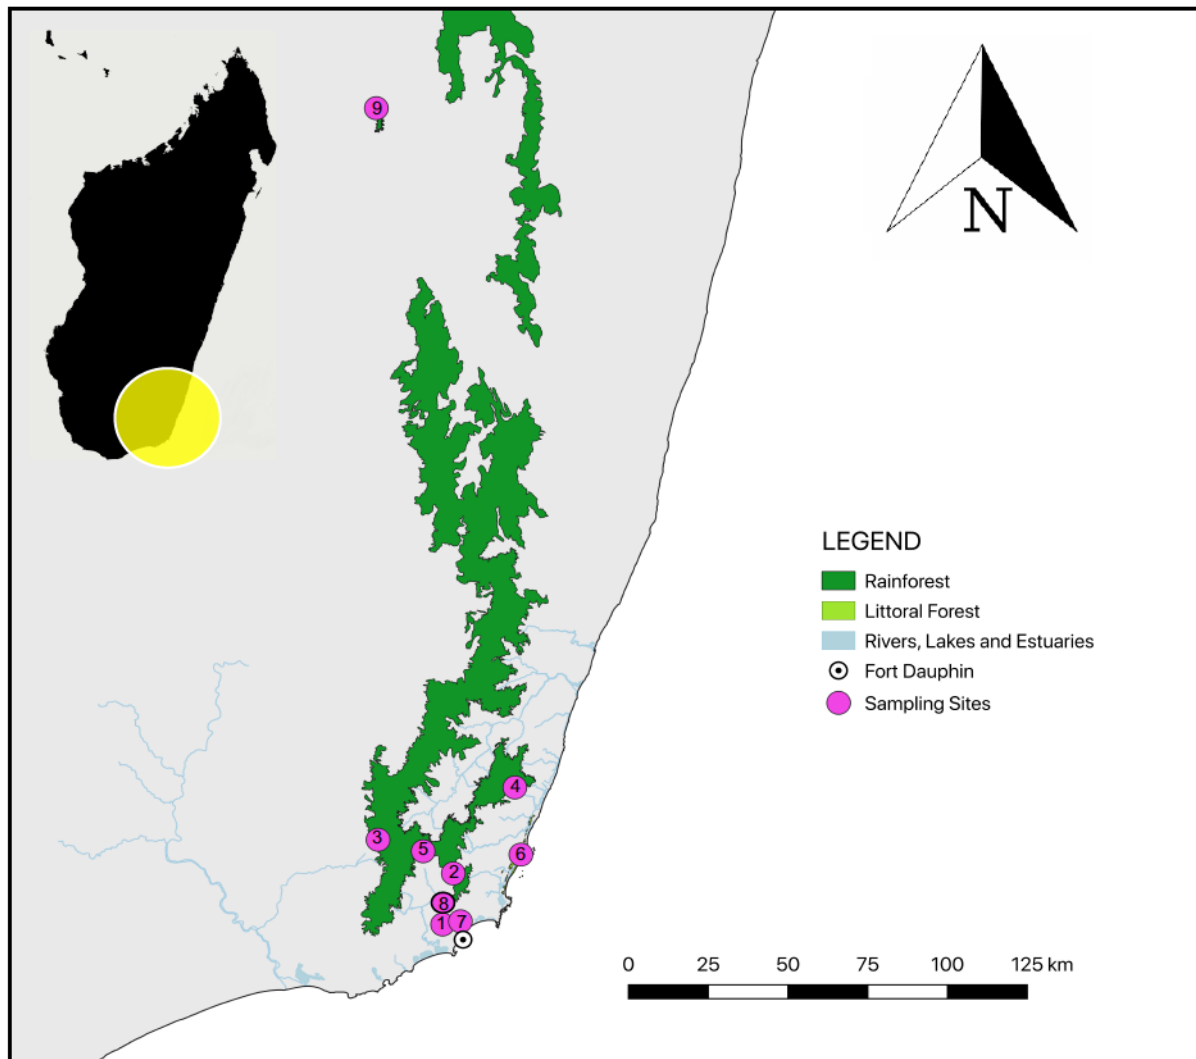 9
N
LEGEND
Rainforest
Littoral Forest
Rivers, Lakes and Estuaries
Fort Dauphin
Sampling Sites
4
3
5
6
2
8
1
7
0 25 50 75 100 125 km